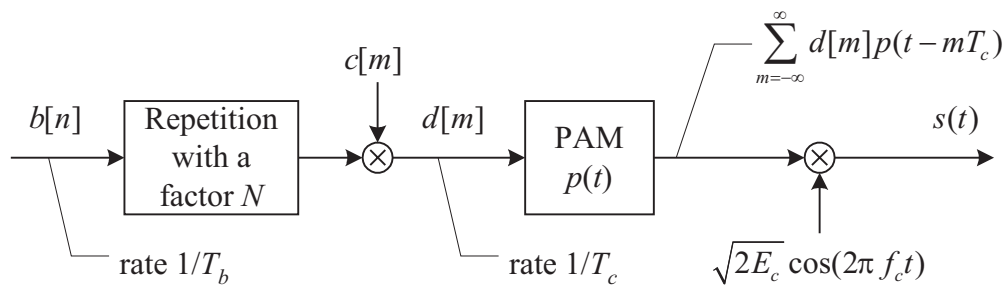 ∞
∑ d[m]p(t − mT_c)
m=−∞
c[m]
b[n]
Repetition
with a
factor N
d[m]
PAM
p(t)
s(t)
rate 1/T_b
rate 1/T_c
√2E_c cos(2π f_c t)